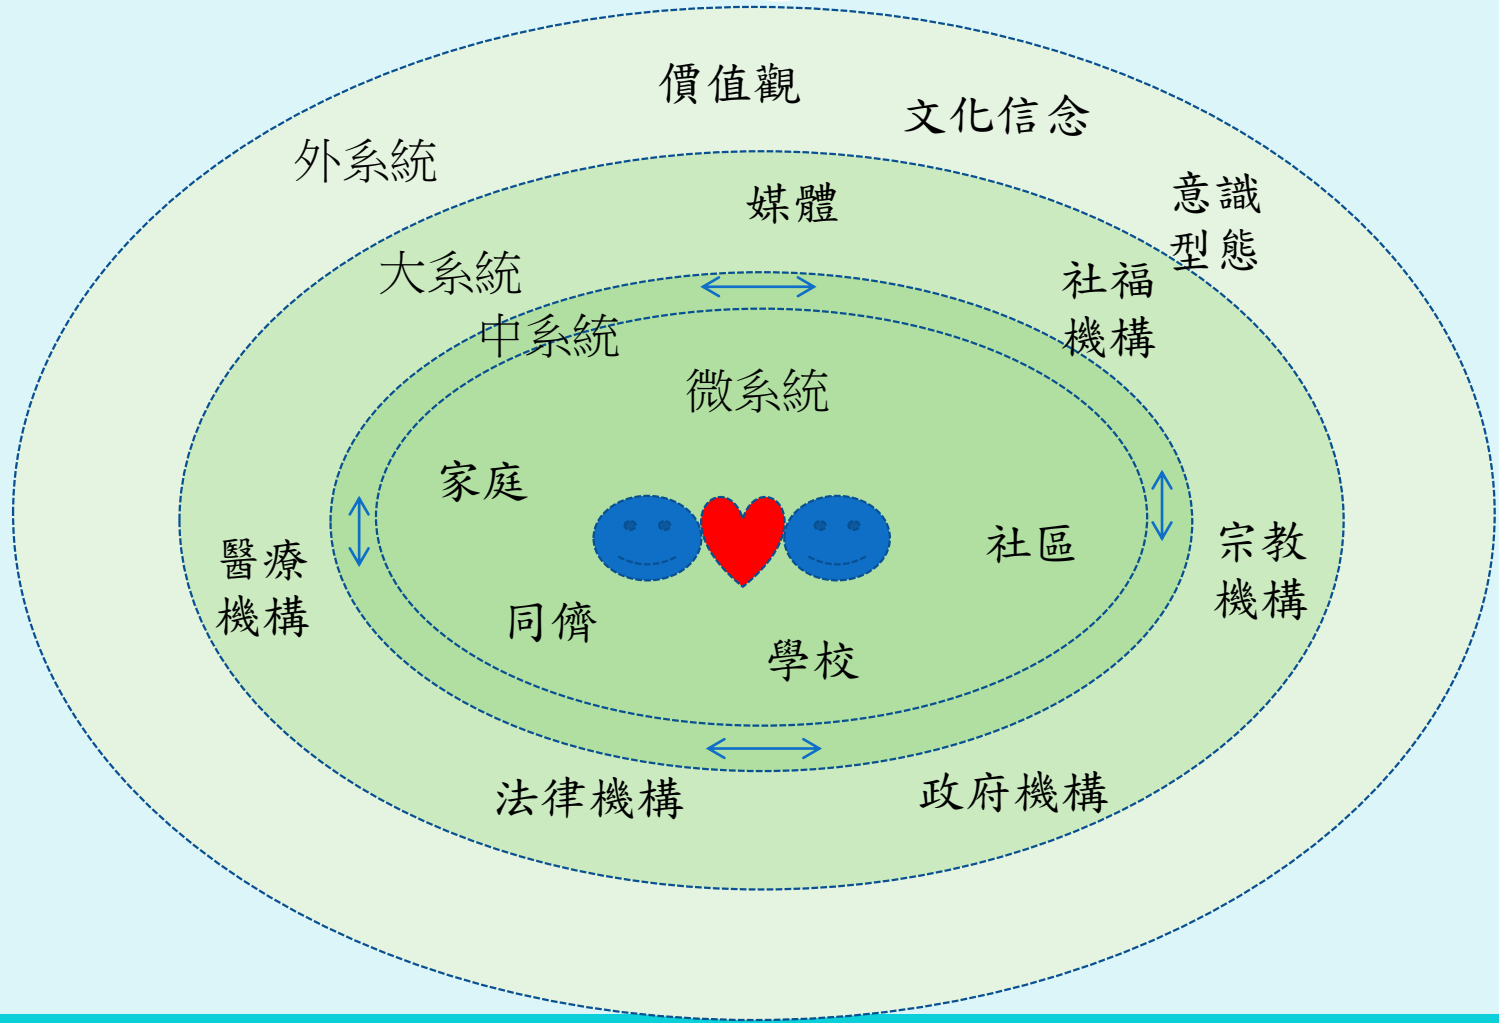 價值觀
文化信念
外系統
意識
型態
媒體
大系統
社福
機構
中系統
微系統
家庭
社區
宗教
機構
醫療
機構
同儕
學校
法律機構
政府機構